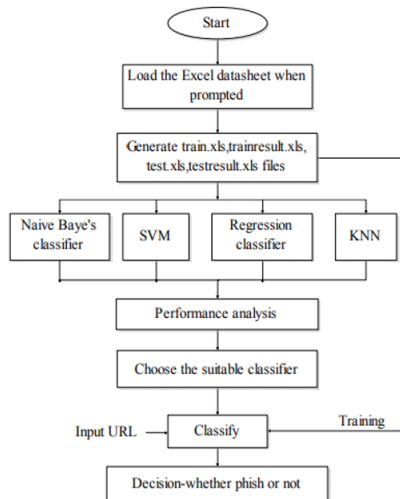 Start
Load the Excel datasheet when
prompted
Generate train.xls,trainresult.xls,
test.xls,testresult.xls files
Naive Baye's
classifier
SVM
Regression
classifier
KNN
Performance analysis
Choose the suitable classifier
Training
Input URL
Classify
Decision-whether phish or not